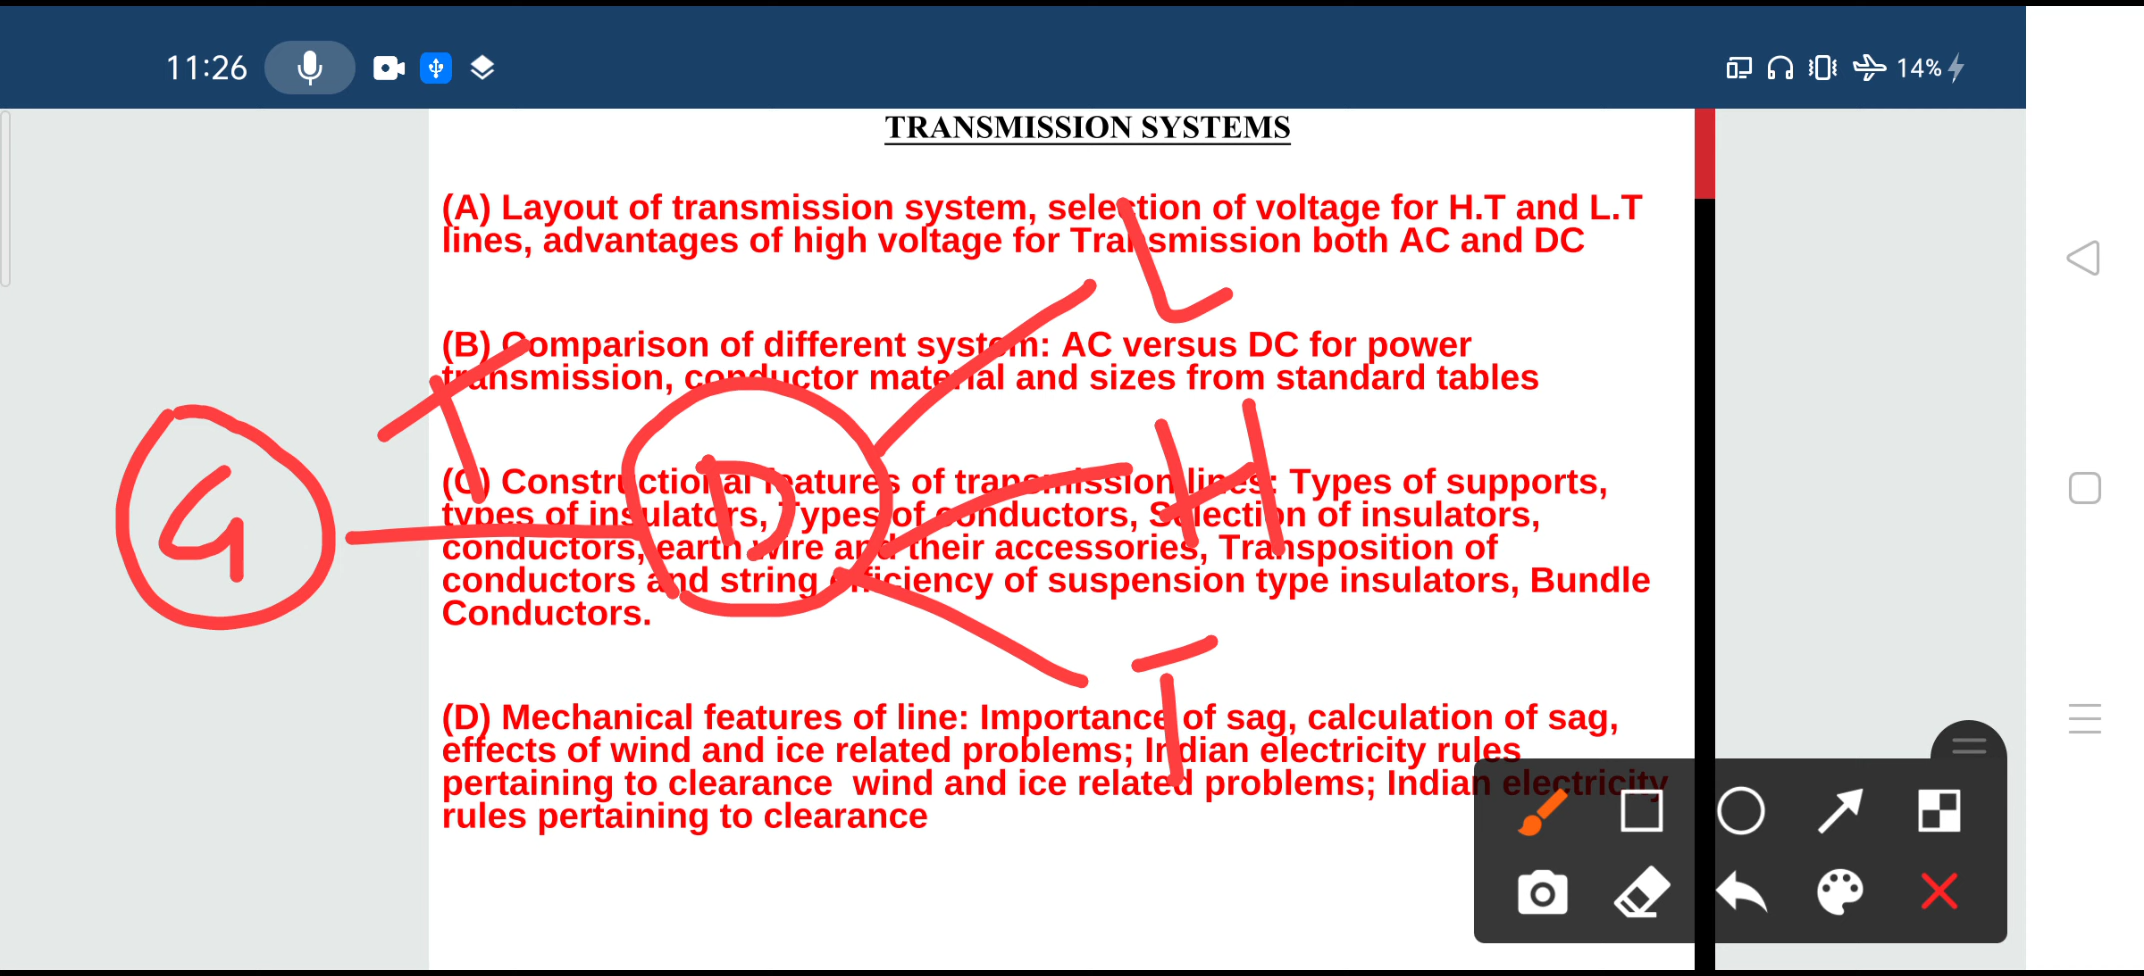 11:26
14%
TRANSMISSION SYSTEMS
(A) Layout of transmission system, selection of voltage for H.T and L.T
lines, advantages of high voltage for Transmission both AC and DC
(B) Comparison of different system: AC versus DC for power
transmission, conductor material and sizes from standard tables
(C) Constructional features of transmission lines: Types of supports,
types of insulators, Types of conductors, Selection of insulators,
conductors, earth wire and their accessories, Transposition of
conductors and string efficiency of suspension type insulators, Bundle
Conductors.
(D) Mechanical features of line: Importance of sag, calculation of sag,
effects of wind and ice related problems; Indian electricity rules
pertaining to clearance wind and ice related problems; Indian electricity
rules pertaining to clearance
G
T
D
L
H
T